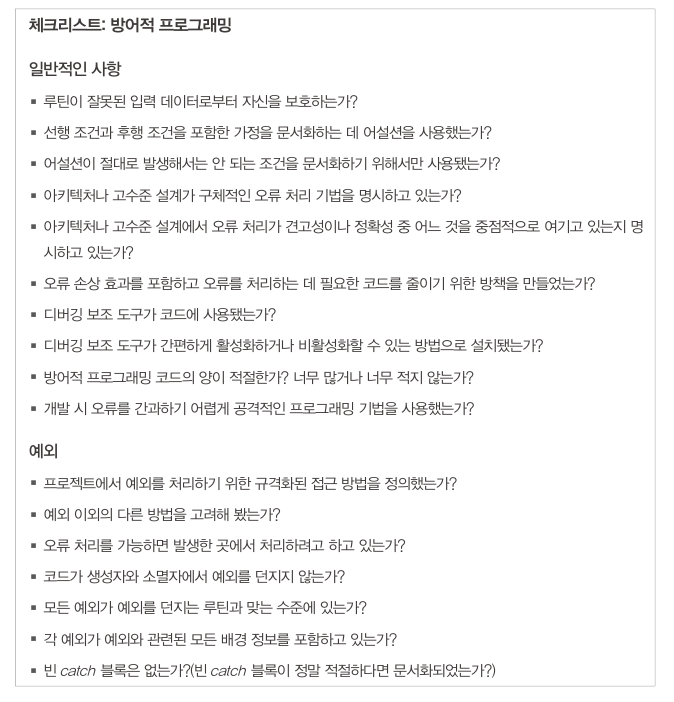 체크리스트: 방어적 프로그래밍
일반적인 사항
▪ 루틴이 잘못된 입력 데이터로부터 자신을 보호하는가?
▪ 선행 조건과 후행 조건을 포함한 가정을 문서화하는 데 어설션을 사용했는가?
▪ 어설션이 절대로 발생해서는 안 되는 조건을 문서화하기 위해서만 사용됐는가?
▪ 아키텍처나 고수준 설계가 구체적인 오류 처리 기법을 명시하고 있는가?
▪ 아키텍처나 고수준 설계에서 오류 처리가 견고성이나 정확성 중 어느 것을 중점적으로 여기고 있는지 명
시하고 있는가?
▪ 오류 손상 효과를 포함하고 오류를 처리하는 데 필요한 코드를 줄이기 위한 방책을 만들었는가?
▪ 디버깅 보조 도구가 코드에 사용됐는가?
▪ 디버깅 보조 도구가 간편하게 활성화하거나 비활성화할 수 있는 방법으로 설치됐는가?
▪ 방어적 프로그래밍 코드의 양이 적절한가? 너무 많거나 너무 적지 않는가?
▪ 개발 시 오류를 간과하기 어렵게 공격적인 프로그래밍 기법을 사용했는가?
예외
▪ 프로젝트에서 예외를 처리하기 위한 규격화된 접근 방법을 정의했는가?
▪ 예외 이외의 다른 방법을 고려해 봤는가?
▪ 오류 처리를 가능하면 발생한 곳에서 처리하려고 하고 있는가?
▪ 코드가 생성자와 소멸자에서 예외를 던지지 않는가?
▪ 모든 예외가 예외를 던지는 루틴과 맞는 수준에 있는가?
▪ 각 예외가 예외와 관련된 모든 배경 정보를 포함하고 있는가?
▪ 빈 catch 블록은 없는가?(빈 catch 블록이 정말 적절하다면 문서화되었는가?)